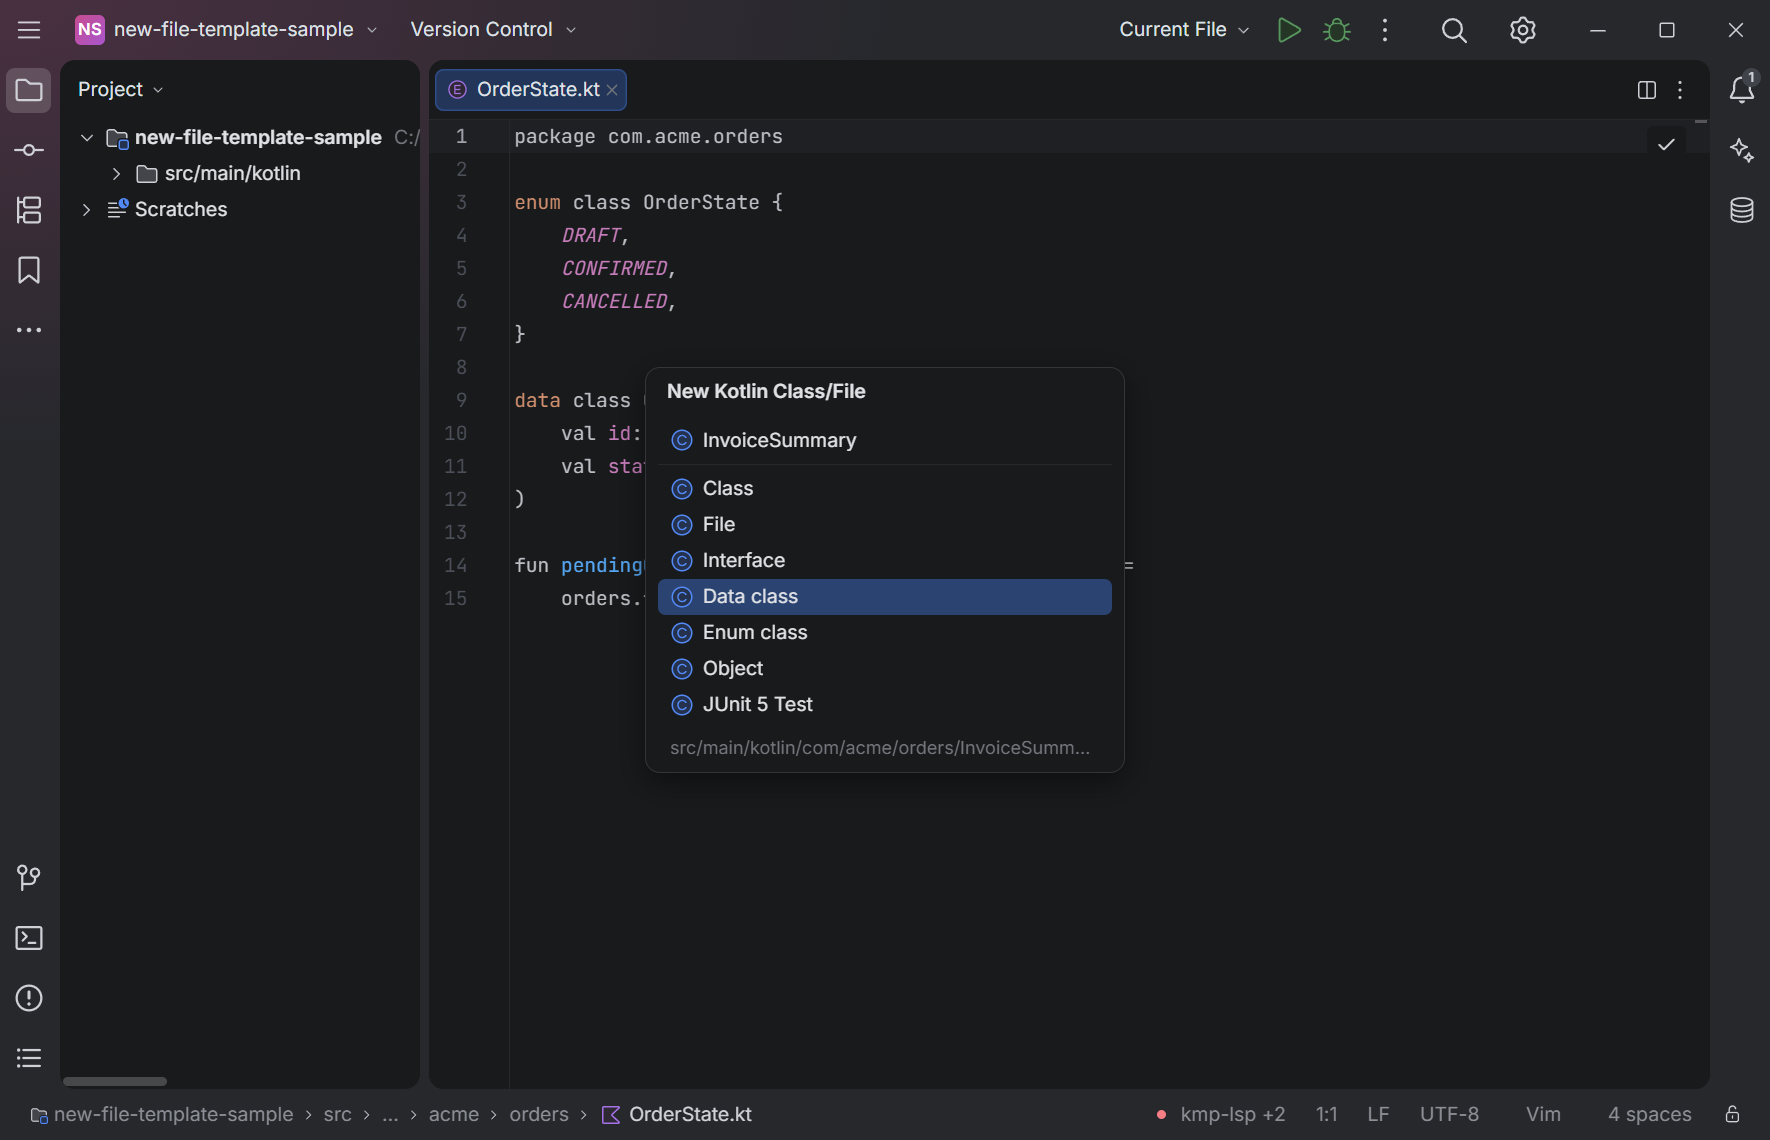 NS new-file-template-sample Version Control Current File
Project
OrderState.kt
1
new-file-template-sample C:/
src/main/kotlin
Scratches
1 package com.acme.orders
2
3 enum class OrderState {
4 DRAFT,
5 CONFIRMED,
6 CANCELLED,
7 }
8
9 data class
10 val id:
11 val sta
12 )
13
14 fun pending =
15 orders.
New Kotlin Class/File
InvoiceSummary
Class
File
Interface
Data class
Enum class
Object
JUnit 5 Test
src/main/kotlin/com/acme/orders/InvoiceSumm...
new-file-template-sample › src › ... › acme › orders › OrderState.kt kmp-lsp +2 1:1 LF UTF-8 Vim 4 spaces